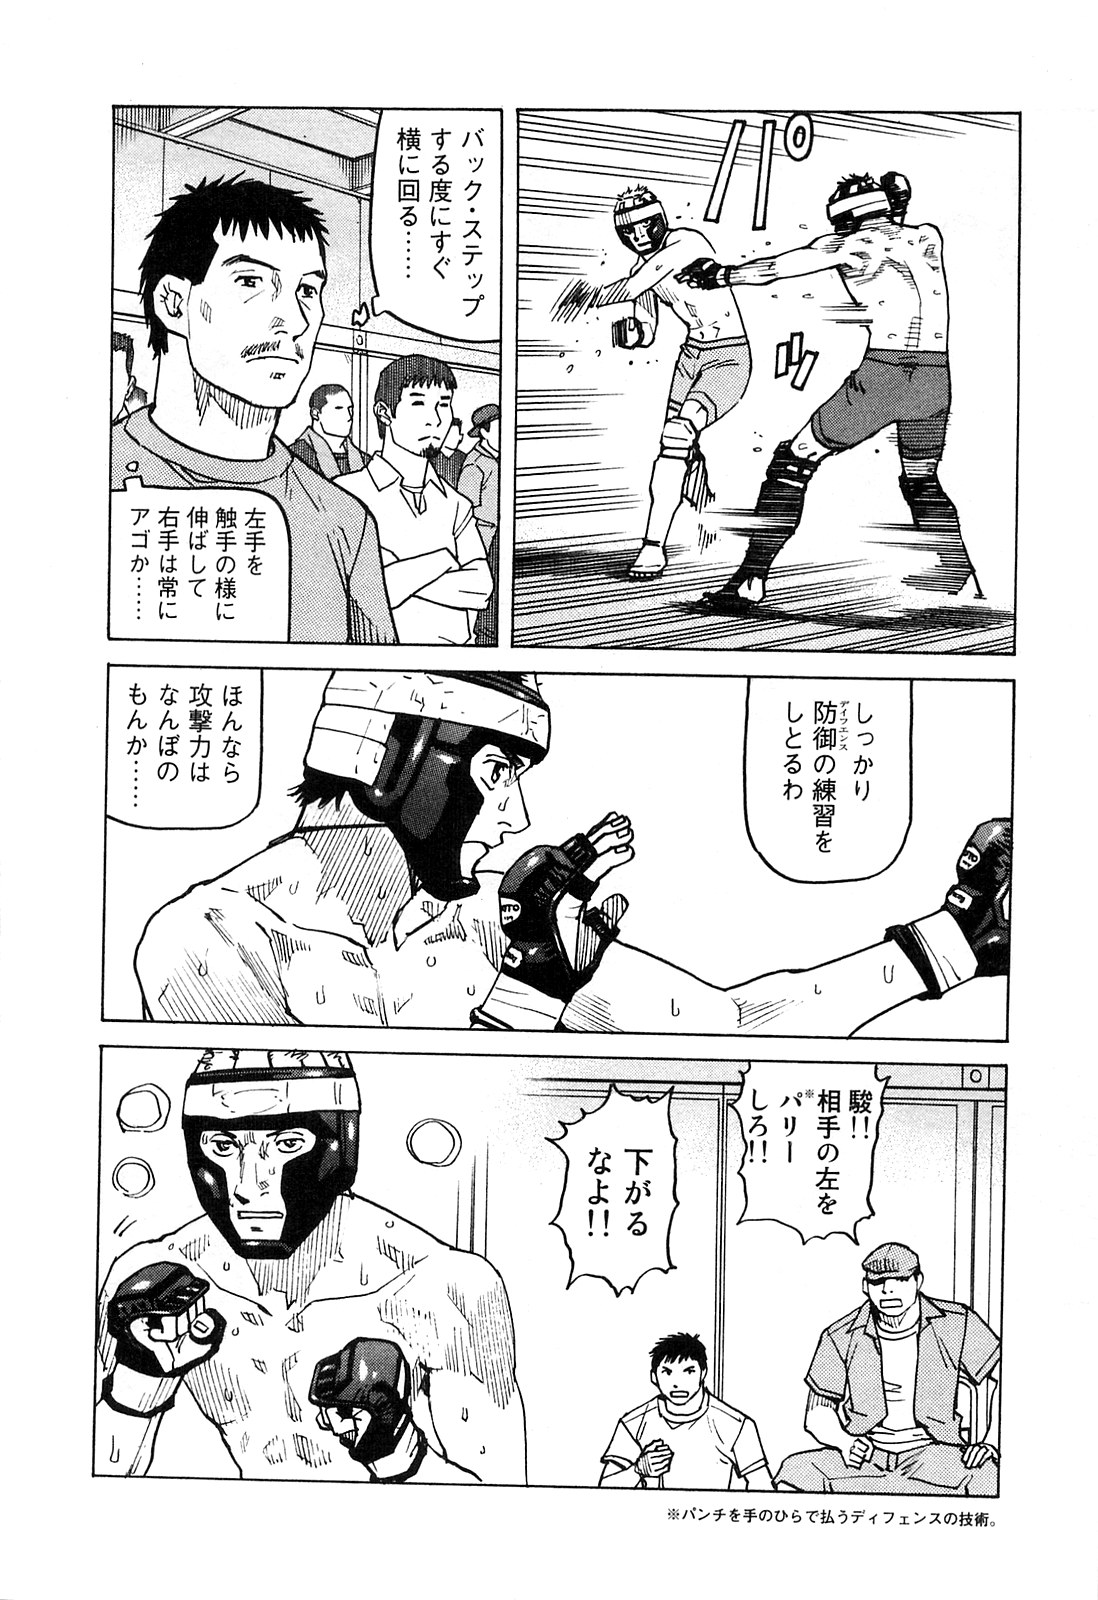 パパ
バック・ステップ
する度にすぐ
横に回る……
左手を
触手の様に
伸ばして
右手は常に
アゴか……
しっかり
防御の練習を
ディフェンス
しとるわ
ほんなら
攻撃力は
なんぼの
もんか……
駿!!
相手の左を
※パリー
しろ!!
下がる
なよ!!
※パンチを手のひらで払うディフェンスの技術。